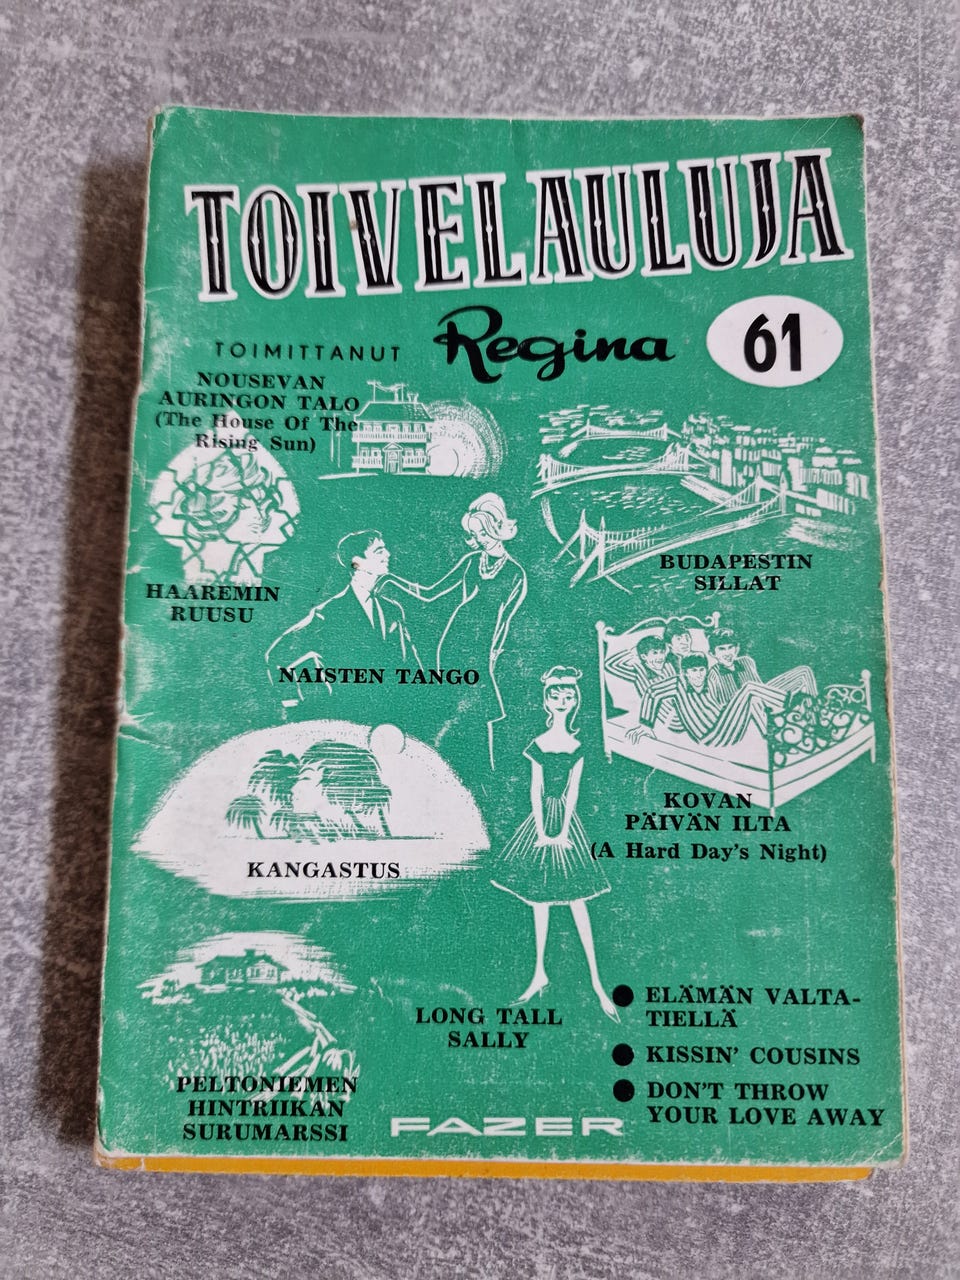 TOIVELAULUJA
TOIMITTANUT Regina 61
NOUSEVAN
AURINGON TALO
(The House Of The
Rising Sun)
BUDAPESTIN
SILLAT
HAAREMIN
RUUSU
NAISTEN TANGO
KOVAN
PÄIVÄN ILTA
(A Hard Day's Night)
KANGASTUS
LONG TALL
SALLY
ELÄMÄN VALTA-
TIELLÄ
KISSIN' COUSINS
DON'T THROW
YOUR LOVE AWAY
PELTONIEMEN
HINTRIIKAN
SURUMARSSI
FAZER